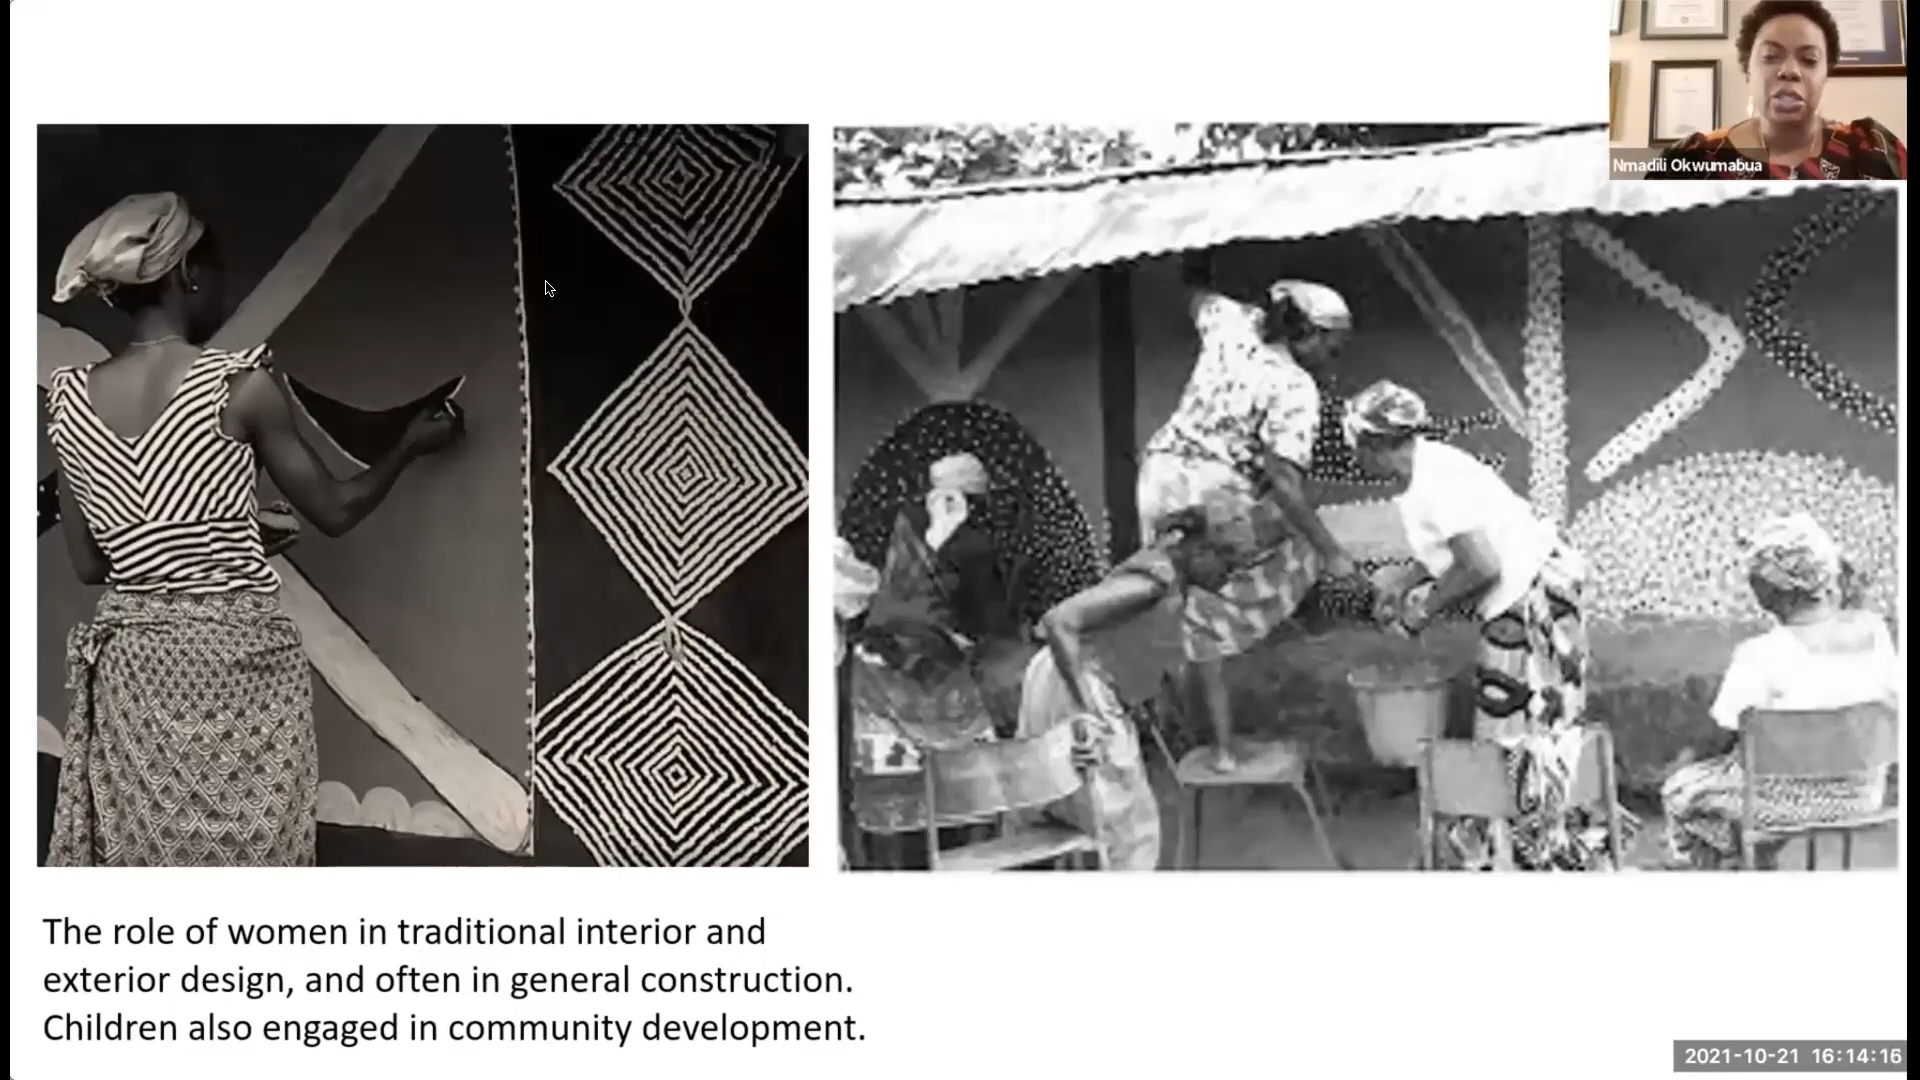 Nmadili Okwumabua
The role of women in traditional interior and
exterior design, and often in general construction.
Children also engaged in community development.
2021-10-21 16:14:16